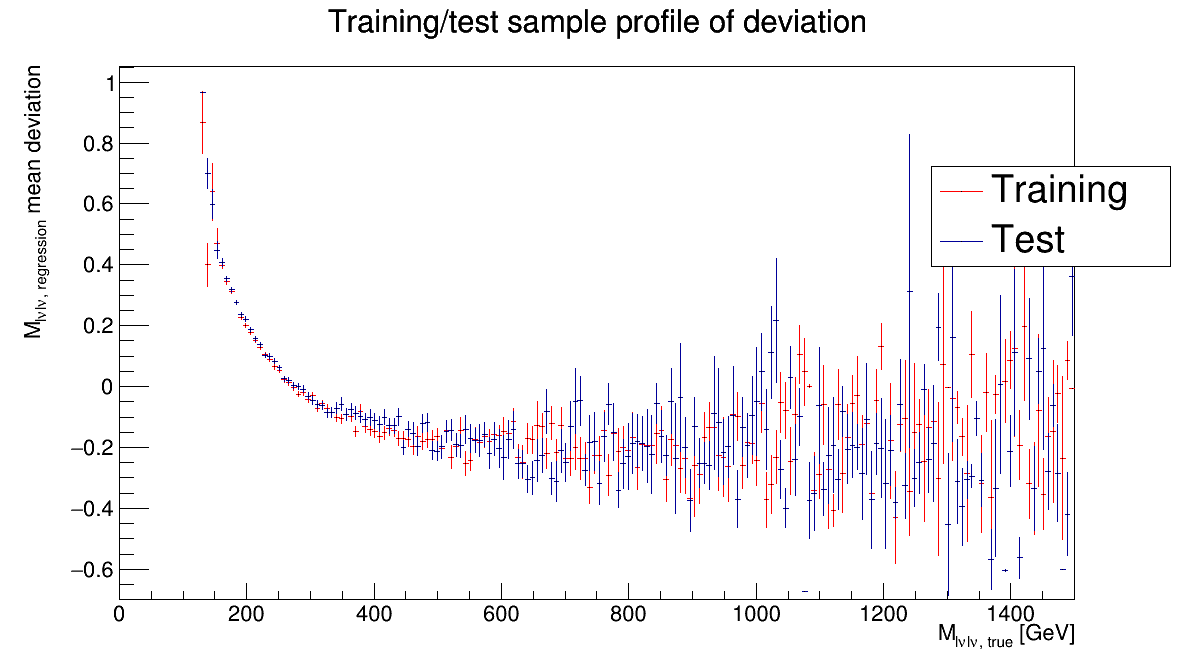 Training/test sample profile of deviation
M_lνlν, regression mean deviation
1
0.8
0.6
0.4
0.2
0
−0.2
−0.4
−0.6
Training
Test
0 200 400 600 800 1000 1200 1400
M_lνlν, true [GeV]